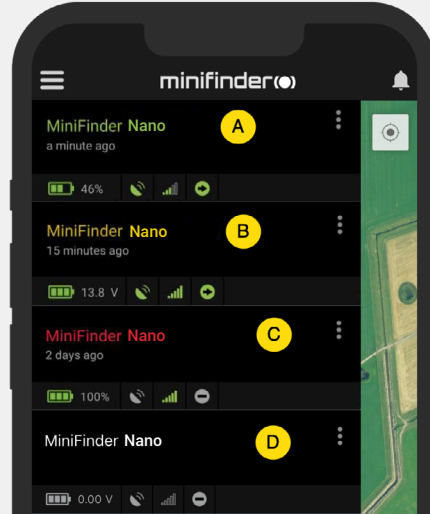 minifinder
MiniFinder Nano
A
a minute ago
46%
MiniFinder Nano
B
15 minutes ago
13.8 V
MiniFinder Nano
C
2 days ago
100%
MiniFinder Nano
D
0.00 V